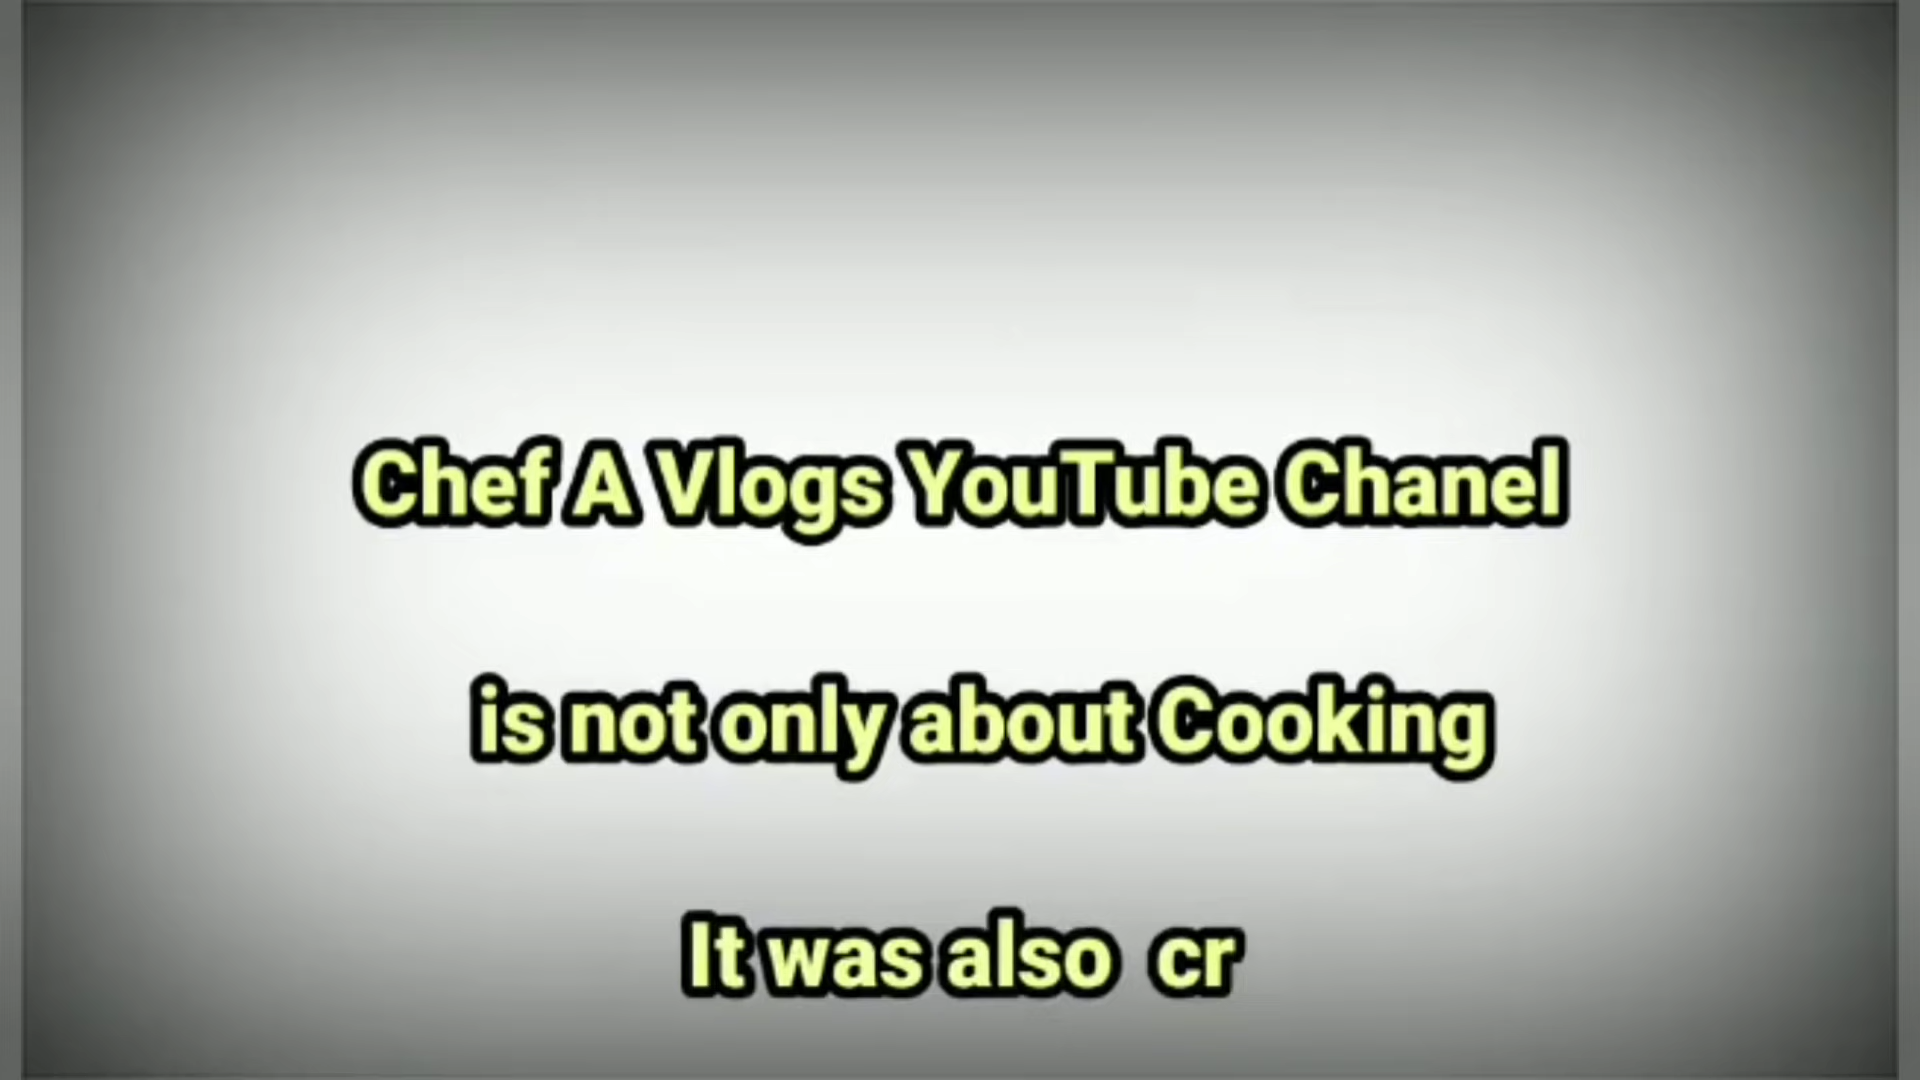 Chef A Vlogs YouTube Chanel
is not only about Cooking
It was also cr